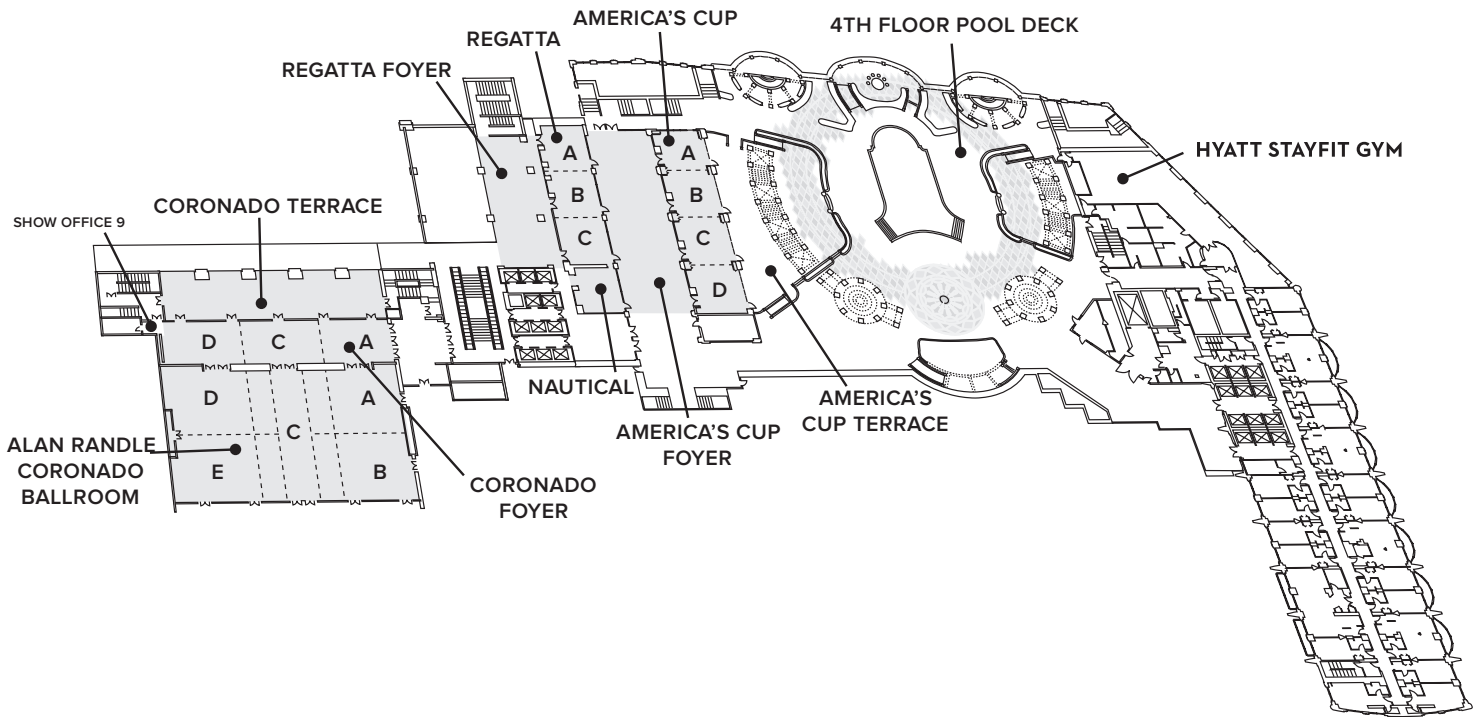 AMERICA'S CUP
4TH FLOOR POOL DECK
REGATTA
REGATTA FOYER
A
A
HYATT STAYFIT GYM
B
B
CORONADO TERRACE
SHOW OFFICE 9
C
C
D
D
C
A
NAUTICAL
AMERICA'S
CUP TERRACE
D
A
C
AMERICA'S CUP
FOYER
ALAN RANDLE
CORONADO
BALLROOM
E
B
CORONADO
FOYER